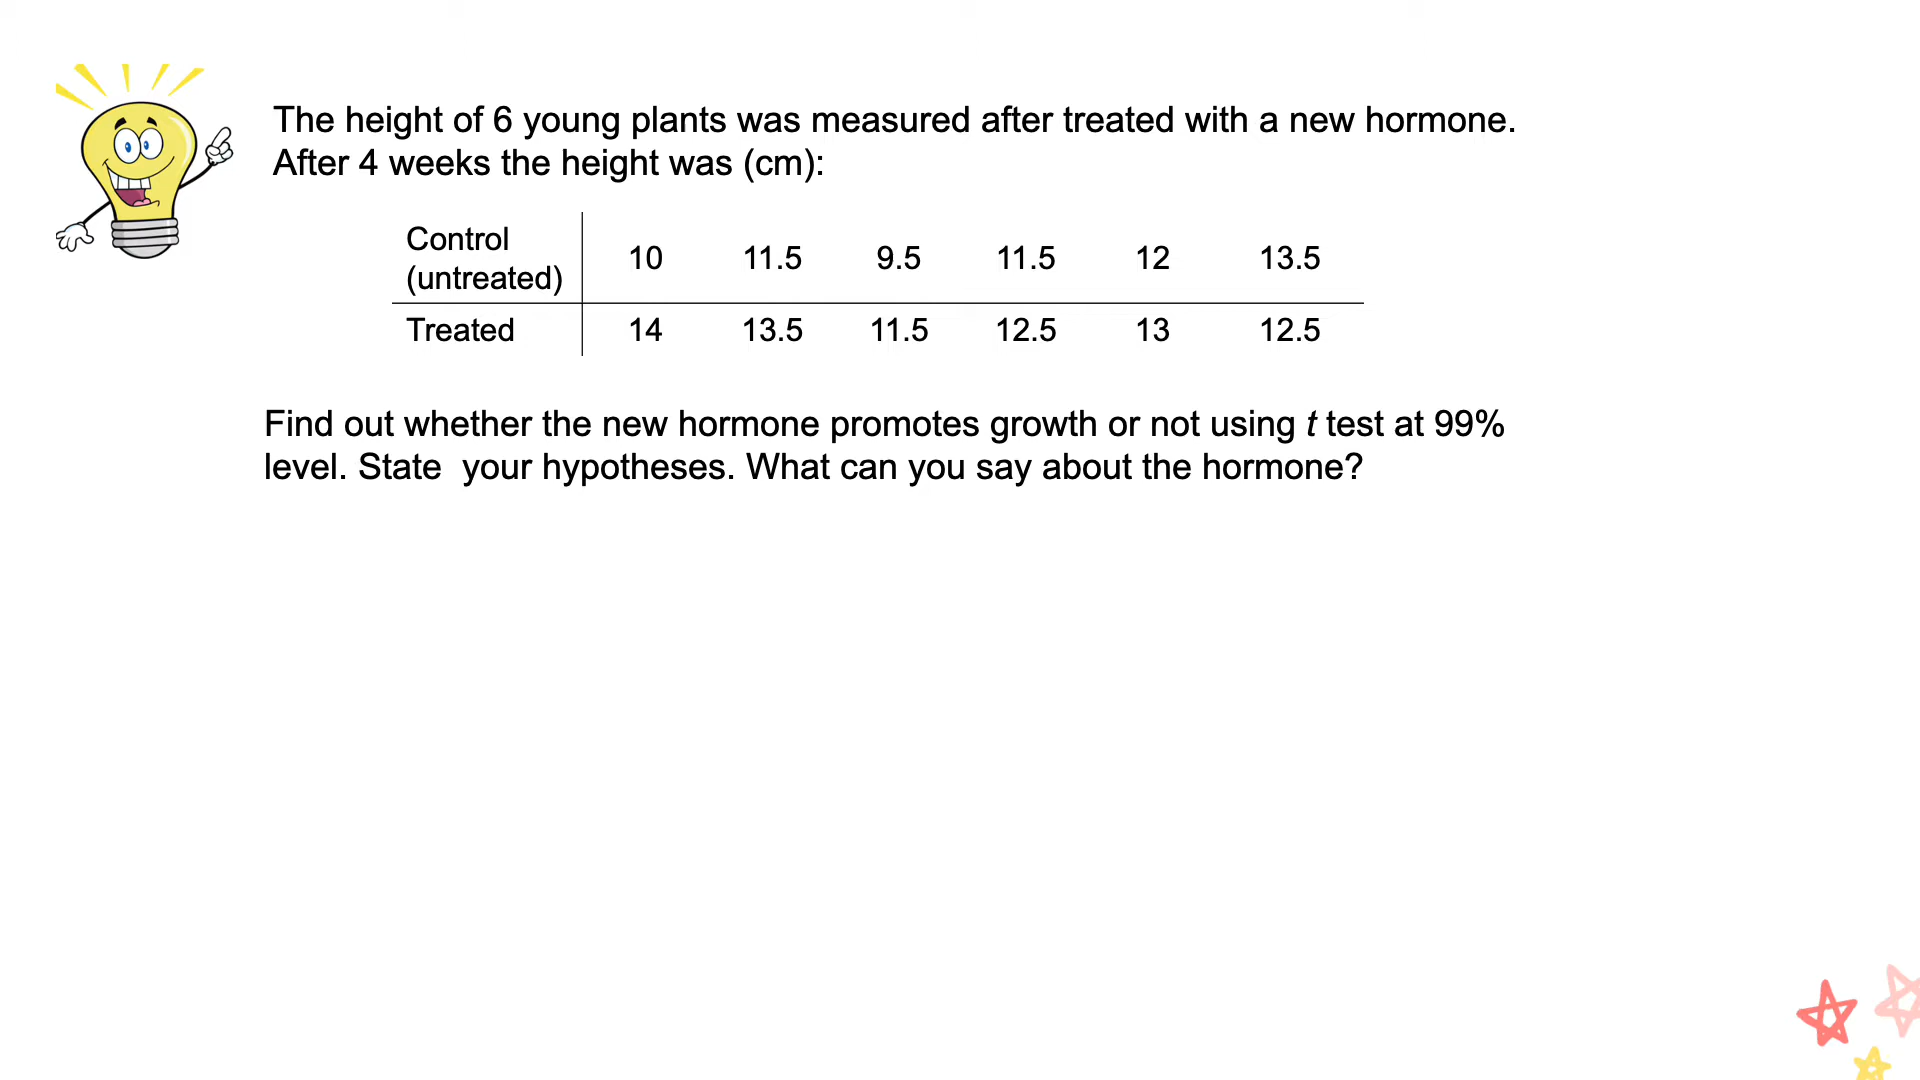 The height of 6 young plants was measured after treated with a new hormone.
After 4 weeks the height was (cm):
Control
(untreated) 10 11.5 9.5 11.5 12 13.5
Treated 14 13.5 11.5 12.5 13 12.5
Find out whether the new hormone promotes growth or not using t test at 99%
level. State  your hypotheses. What can you say about the hormone?